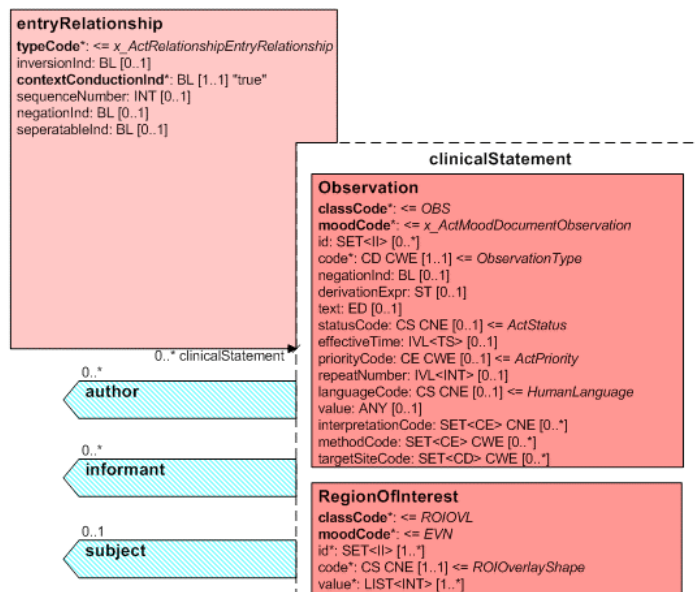 entryRelationship
typeCode*: <= x_ActRelationshipEntryRelationship
inversionInd: BL [0..1]
contextConductionInd*: BL [1..1] "true"
sequenceNumber: INT [0..1]
negationInd: BL [0..1]
seperatableInd: BL [0..1]
clinicalStatement
Observation
classCode*: <= OBS
moodCode*: <= x_ActMoodDocumentObservation
id: SET<II> [0..*]
code*: CD CWE [1..1] <= ObservationType
negationInd: BL [0..1]
derivationExpr: ST [0..1]
text: ED [0..1]
statusCode: CS CNE [0..1] <= ActStatus
effectiveTime: IVL<TS> [0..1]
priorityCode: CE CWE [0..1] <= ActPriority
repeatNumber: IVL<INT> [0..1]
languageCode: CS CNE [0..1] <= HumanLanguage
value: ANY [0..1]
interpretationCode: SET<CE> CNE [0..*]
methodCode: SET<CE> CWE [0..*]
targetSiteCode: SET<CD> CWE [0..*]
0..* clinicalStatement
0..*
author
0..*
informant
0..1
subject
RegionOfInterest
classCode*: <= ROIOVL
moodCode*: <= EVN
id*: SET<II> [1..*]
code*: CS CNE [1..1] <= ROIOverlayShape
value*: LIST<INT> [1..*]